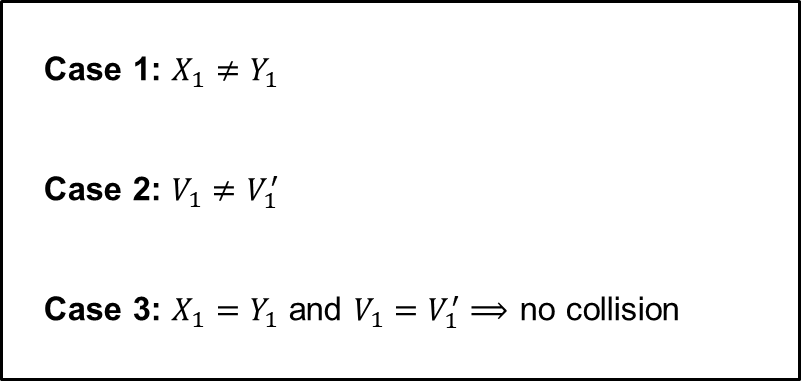 Case 1: 𝑋₁ ≠ 𝑌₁
Case 2: 𝑉₁ ≠ 𝑉₁′
Case 3: 𝑋₁ = 𝑌₁ and 𝑉₁ = 𝑉₁′ ⟹ no collision